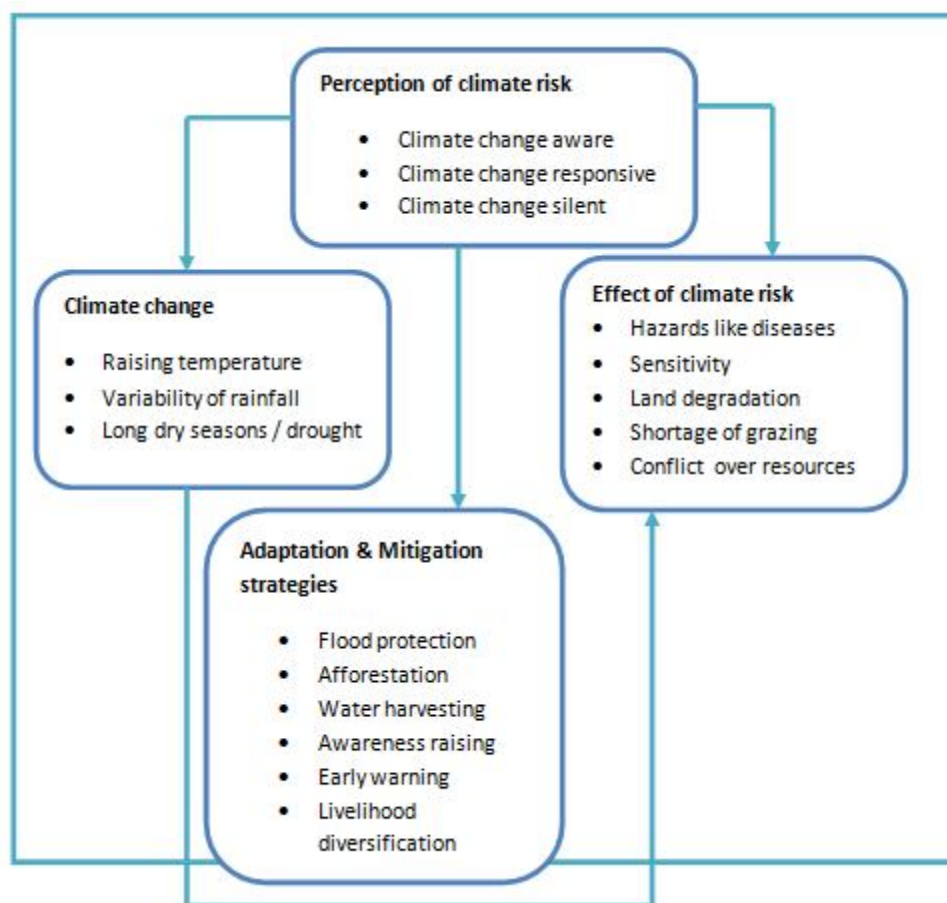 Perception of climate risk
• Climate change aware
• Climate change responsive
• Climate change silent
Climate change
• Raising temperature
• Variability of rainfall
• Long dry seasons / drought
Effect of climate risk
• Hazards like diseases
• Sensitivity
• Land degradation
• Shortage of grazing
• Conflict over resources
Adaptation & Mitigation
strategies
• Flood protection
• Afforestation
• Water harvesting
• Awareness raising
• Early warning
• Livelihood
diversification